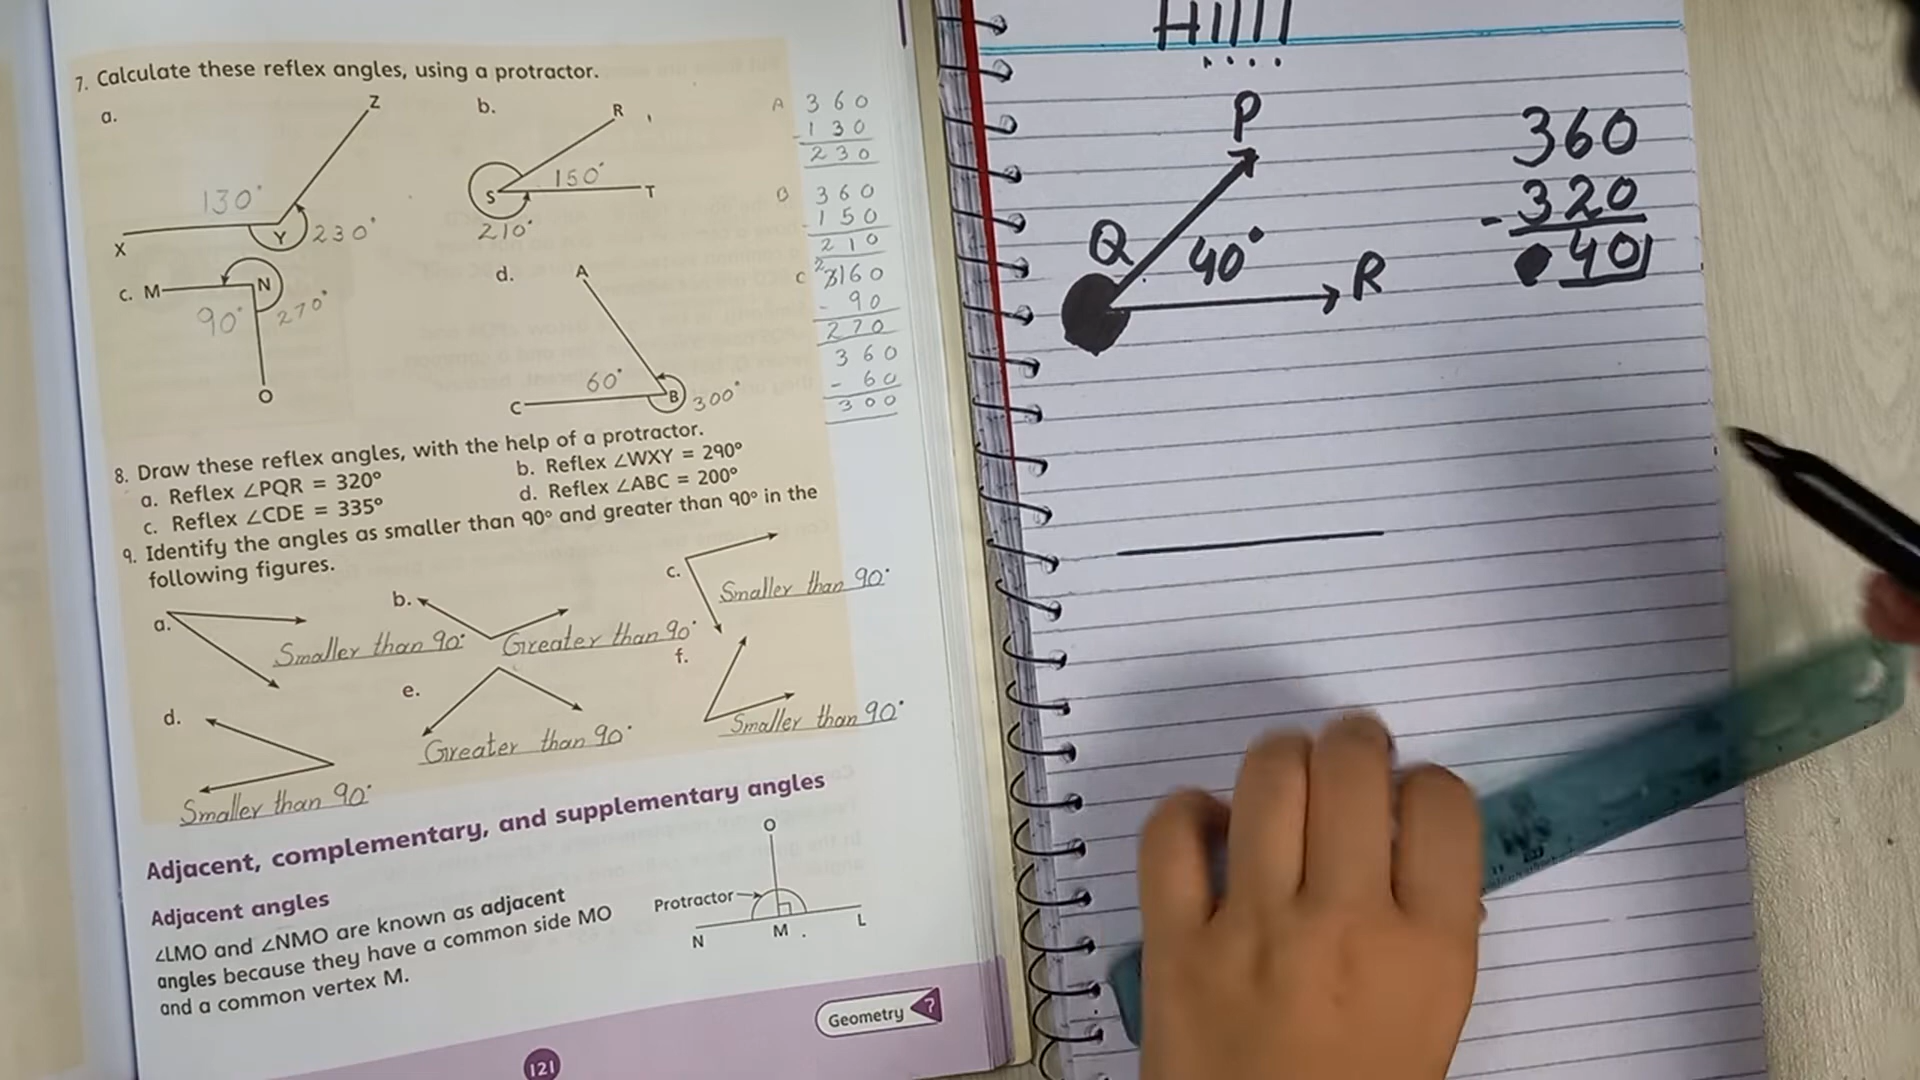 7. Calculate these reflex angles, using a protractor.
a.
Z
130°
X
Y
230°
b.
R
S
150°
T
210°
c. M
N
90°
270°
O
d.
A
60°
C
B
300°
A 360
- 130
230
B 360
- 150
210
C 2
3160
- 90
270
360
- 60
300
8. Draw these reflex angles, with the help of a protractor.
a. Reflex ∠PQR = 320°
b. Reflex ∠WXY = 290°
c. Reflex ∠CDE = 335°
d. Reflex ∠ABC = 200°
9. Identify the angles as smaller than 90° and greater than 90° in the
following figures.
a.
Smaller than 90°
b.
Greater than 90°
c.
Smaller than 90°
d.
Smaller than 90°
e.
Greater than 90°
f.
Smaller than 90°
Adjacent, complementary, and supplementary angles
Adjacent angles
∠LMO and ∠NMO are known as adjacent
angles because they have a common side MO
and a common vertex M.
O
Protractor
N
M
L
Geometry ?
121
P
Q
40°
R
360
- 320
40